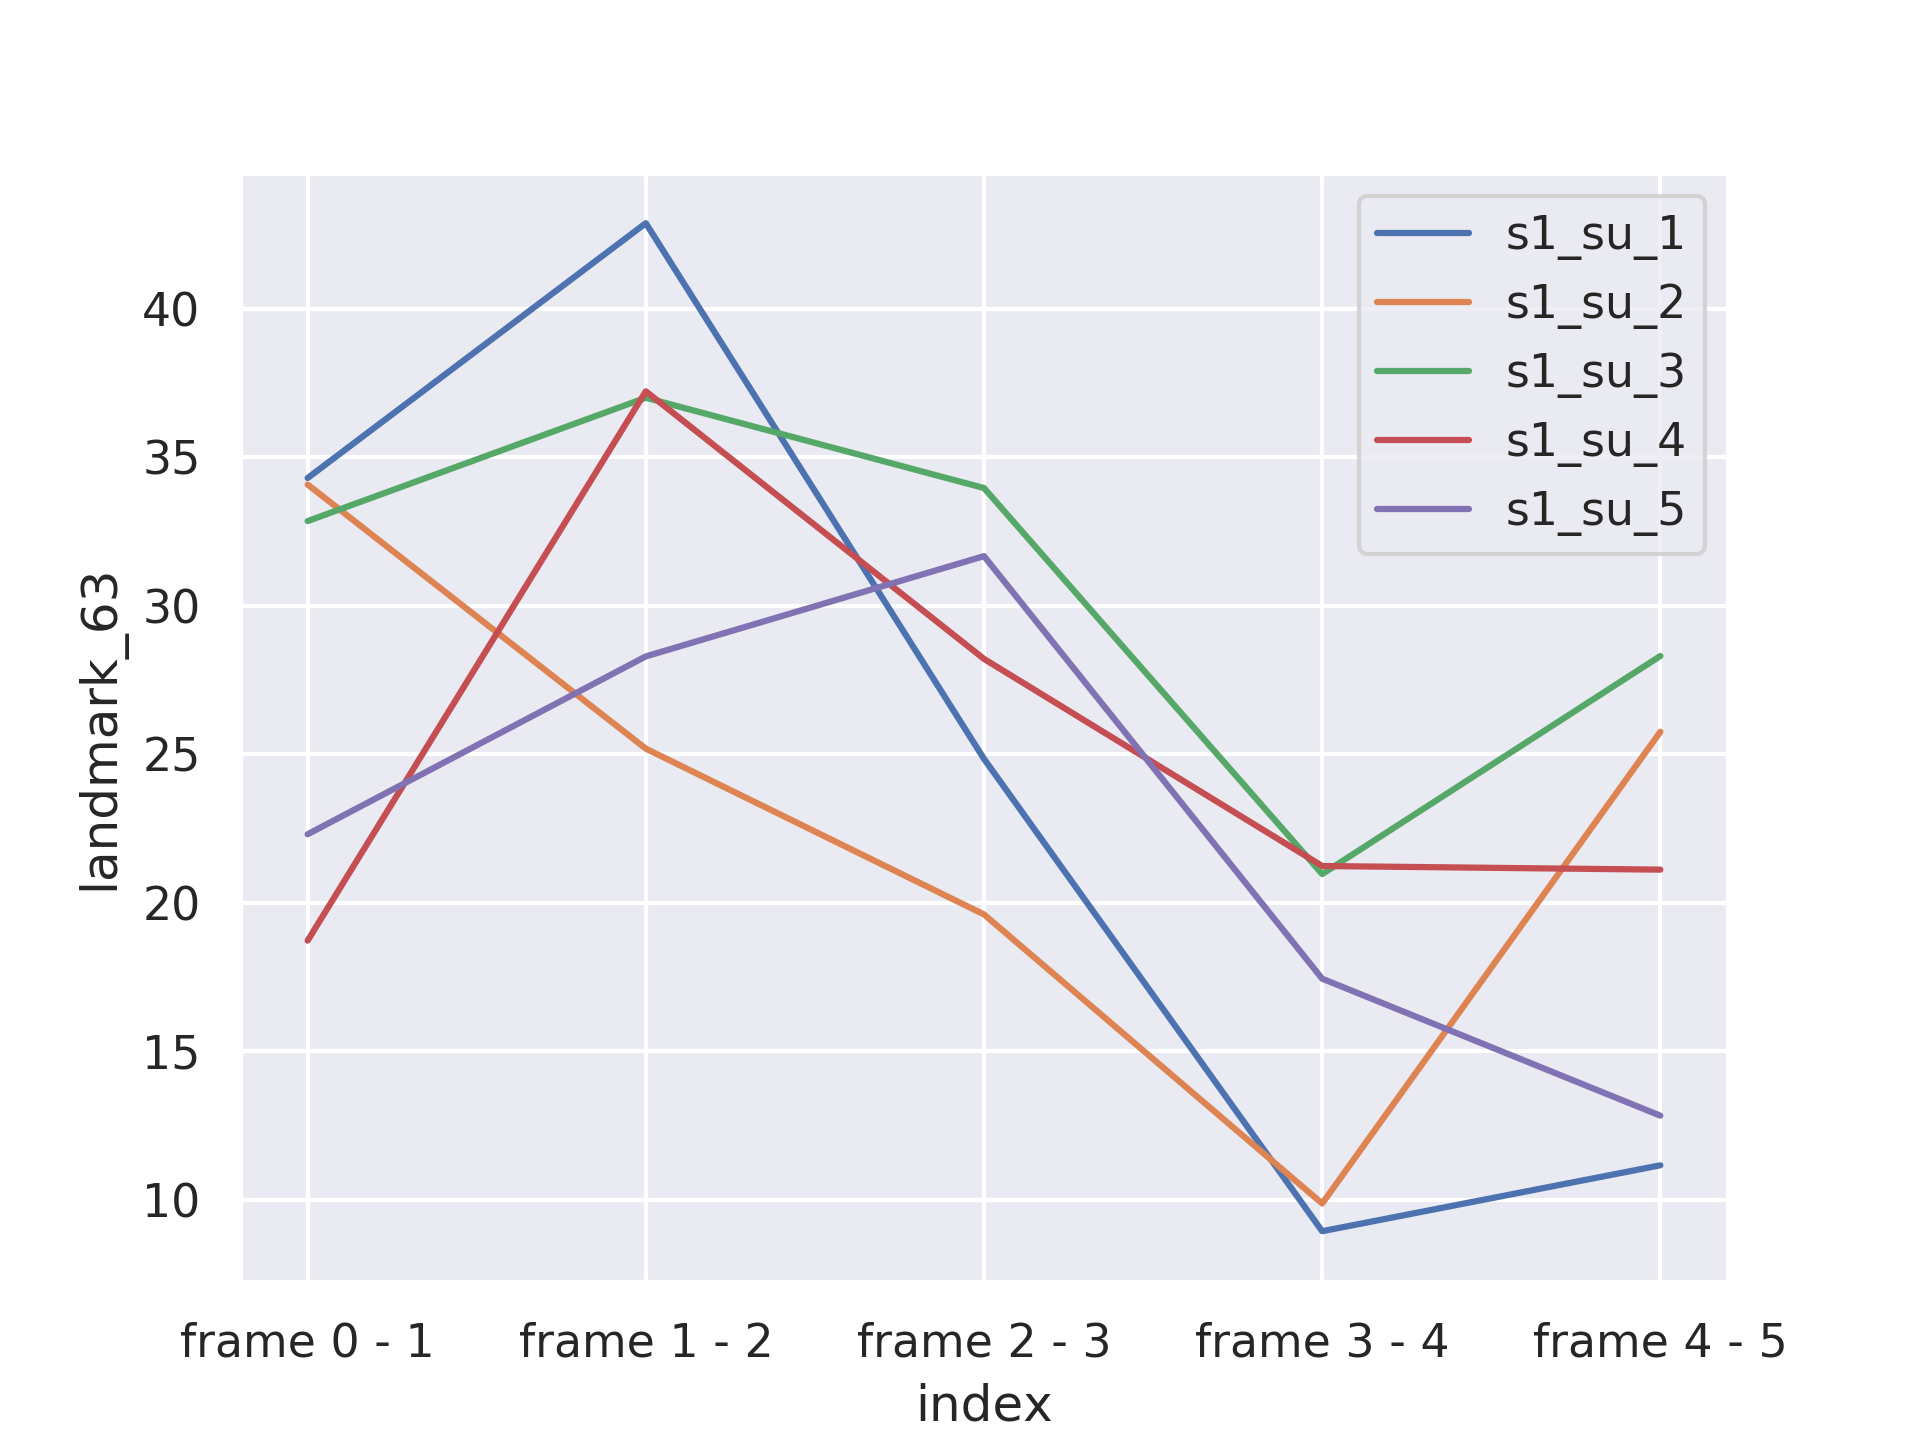 s1_su_1
s1_su_2
s1_su_3
s1_su_4
s1_su_5
landmark_63
40
35
30
25
20
15
10
frame 0 - 1
frame 1 - 2
frame 2 - 3
frame 3 - 4
frame 4 - 5
index